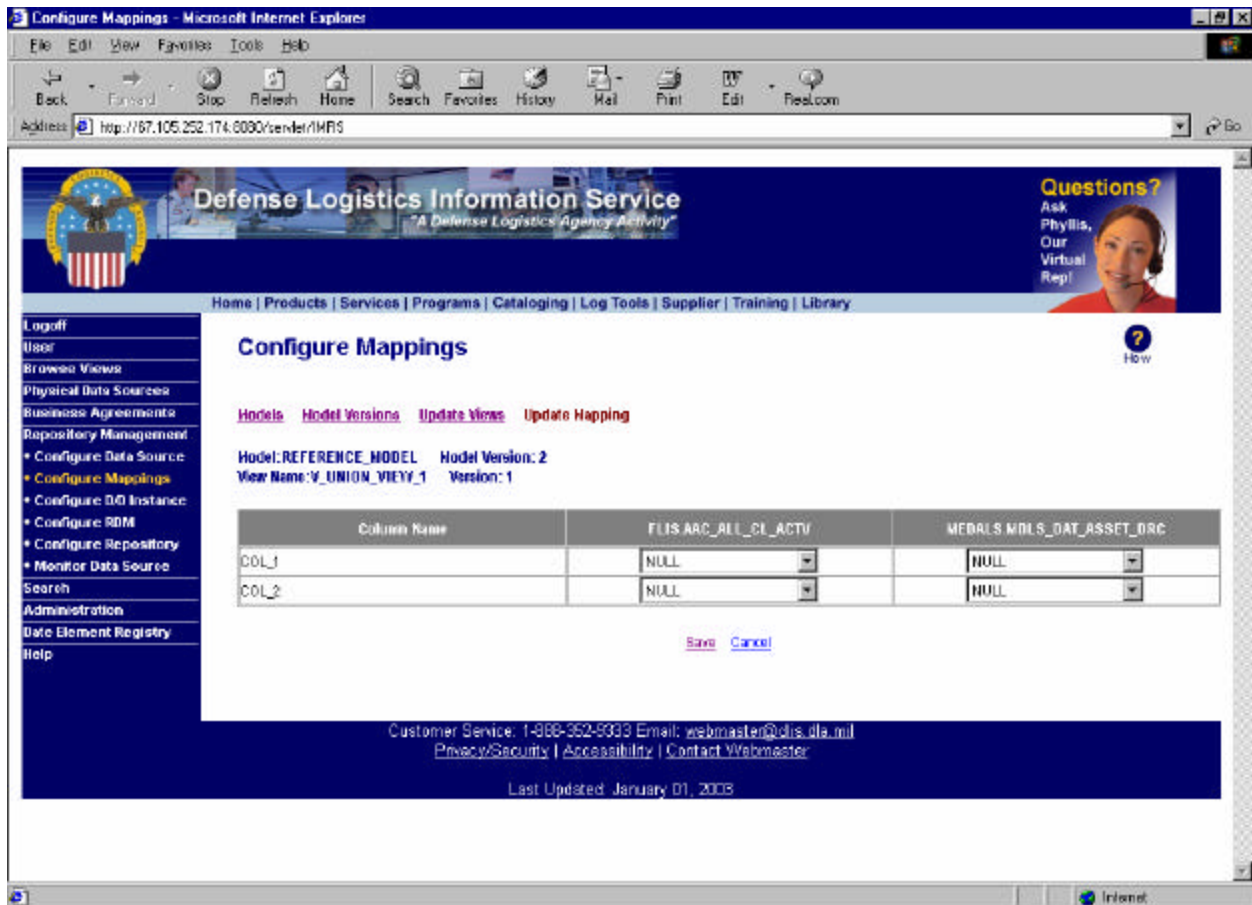 Configure Mappings - Microsoft Internet Explorer
File Edit View Favorites Tools Help
Back Forward Stop Refresh Home Search Favorites History Mail Print Edit Real.com
Address http://67.105.252.174:8080/servlet/IMRS Go
Defense Logistics Information Service
"A Defense Logistics Agency Activity"
Questions?
Ask
Phyllis,
Our
Virtual
Rep!
Home | Products | Services | Programs | Cataloging | Log Tools | Supplier | Training | Library
Logoff
User
Browse Views
Physical Data Sources
Business Agreements
Repository Management
• Configure Data Source
• Configure Mappings
• Configure D/D Instance
• Configure RDM
• Configure Repository
• Monitor Data Source
Search
Administration
Date Element Registry
Help
Configure Mappings
?
How
Models Model Versions Update Views Update Mapping
Model:REFERENCE_MODEL Model Version: 2
View Name:V_UNION_VIEW_1 Version: 1
Column Name FLIS.AAC_ALL_CL_ACTV MEDALS.MDLS_DAT_ASSET_DRC
COL_1 NULL NULL
COL_2 NULL NULL
Save Cancel
Customer Service: 1-888-352-9333 Email: webmaster@dlis.dla.mil
Privacy/Security | Accessibility | Contact Webmaster
Last Updated: January 01, 2003
Internet